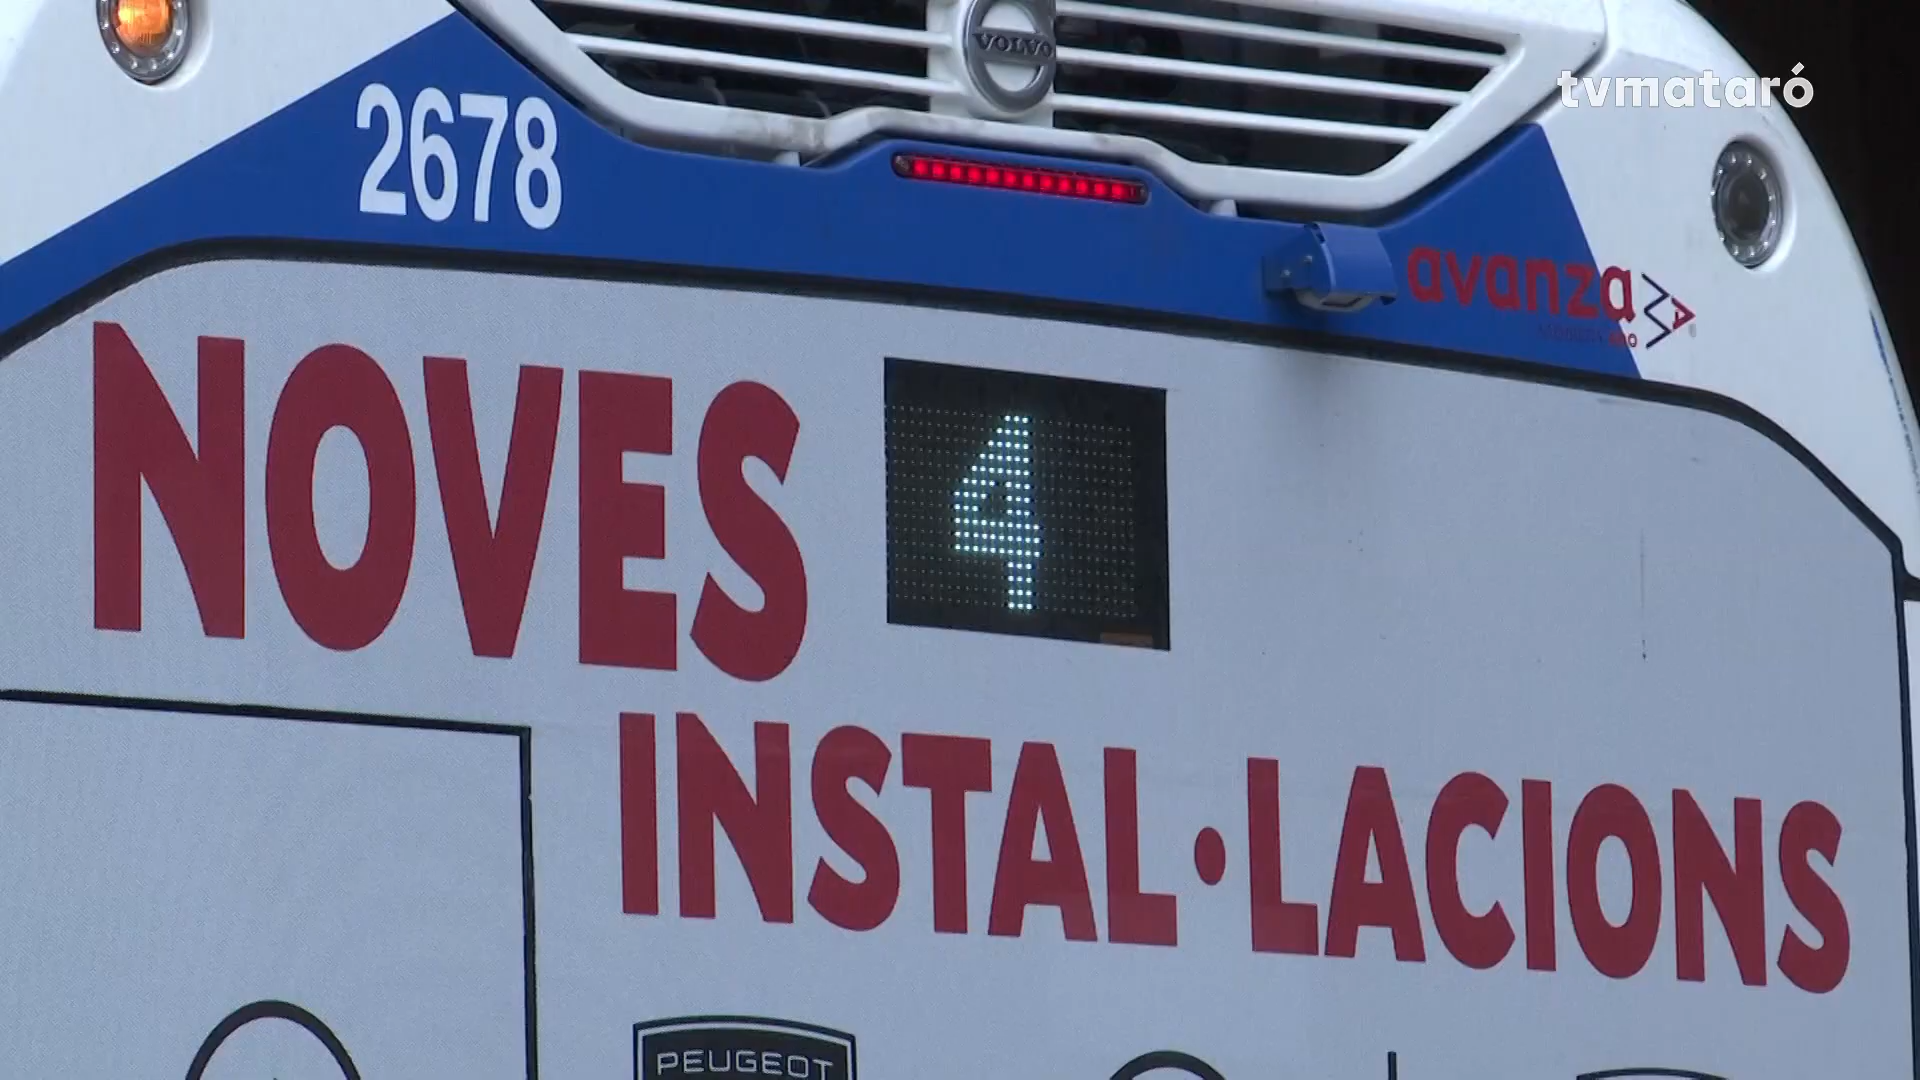 VOLVO
tvmataró
2678
avanza
NOVES
4
INSTAL·LACIONS
PEUGEOT